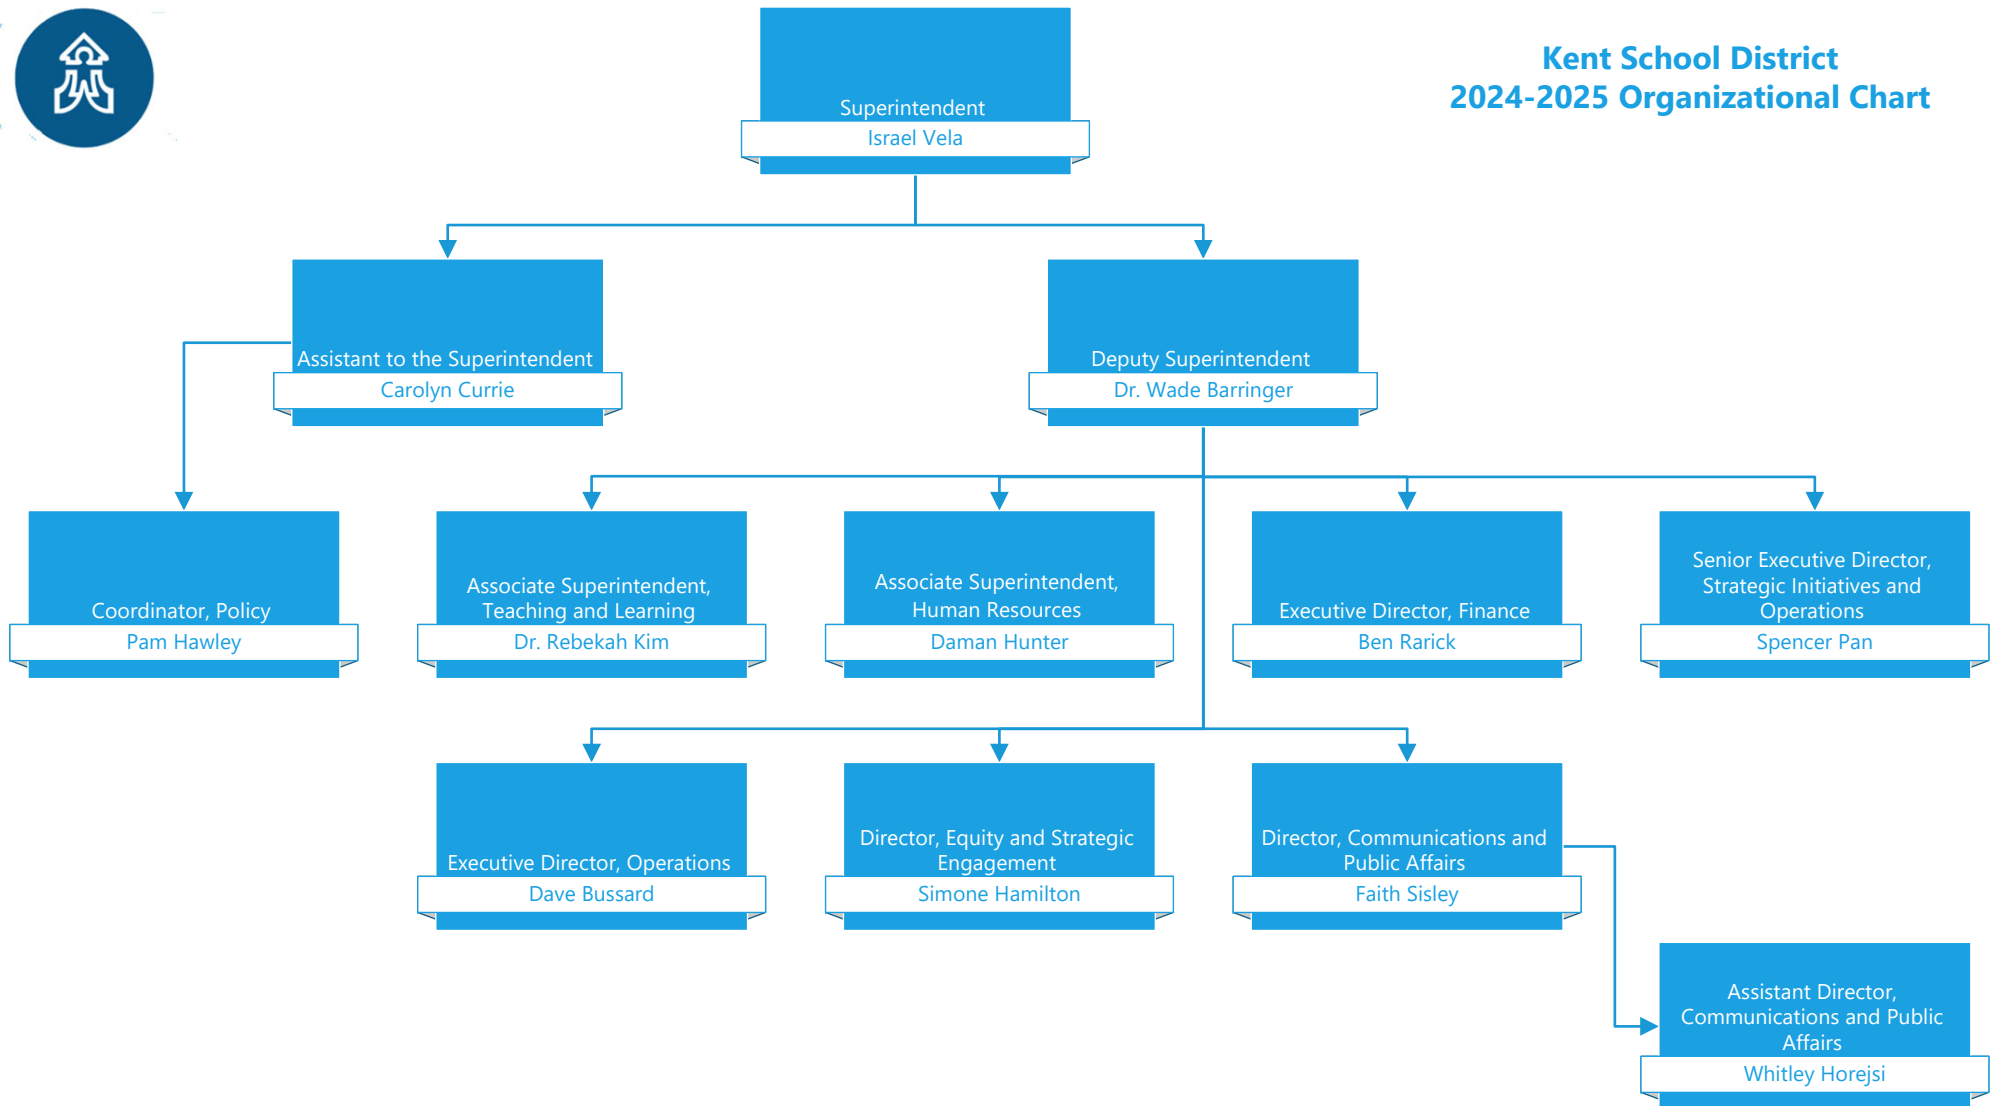 Kent School District
2024-2025 Organizational Chart
Superintendent
Israel Vela
Assistant to the Superintendent
Carolyn Currie
Deputy Superintendent
Dr. Wade Barringer
Coordinator, Policy
Pam Hawley
Associate Superintendent,
Teaching and Learning
Dr. Rebekah Kim
Associate Superintendent,
Human Resources
Daman Hunter
Executive Director, Finance
Ben Rarick
Senior Executive Director,
Strategic Initiatives and
Operations
Spencer Pan
Executive Director, Operations
Dave Bussard
Director, Equity and Strategic
Engagement
Simone Hamilton
Director, Communications and
Public Affairs
Faith Sisley
Assistant Director,
Communications and Public
Affairs
Whitley Horejsi